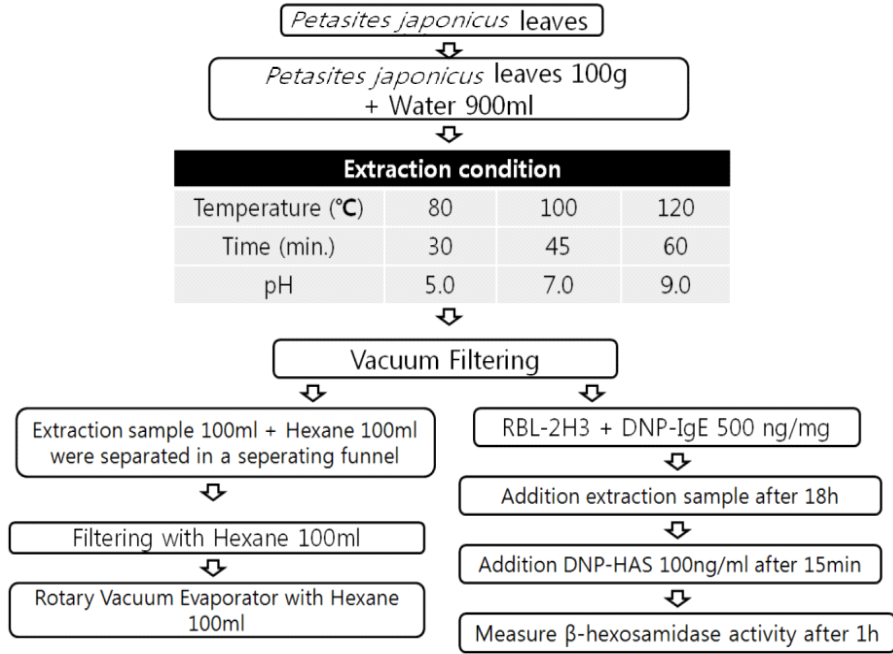 Petasites japonicus leaves
Petasites japonicus leaves 100g
+ Water 900ml
Extraction condition
Temperature (℃) 80 100 120
Time (min.) 30 45 60
pH 5.0 7.0 9.0
Vacuum Filtering
Extraction sample 100ml + Hexane 100ml
were separated in a seperating funnel
Filtering with Hexane 100ml
Rotary Vacuum Evaporator with Hexane
100ml
RBL-2H3 + DNP-IgE 500 ng/mg
Addition extraction sample after 18h
Addition DNP-HAS 100ng/ml after 15min
Measure β-hexosamidase activity after 1h